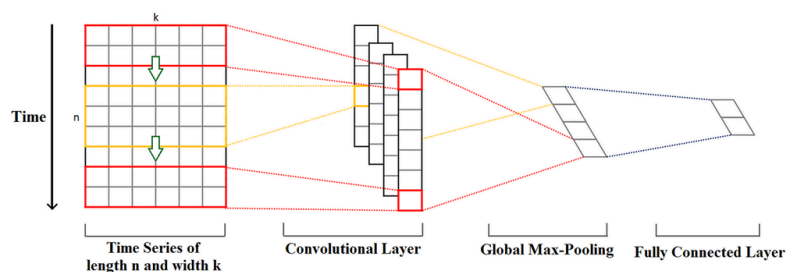 k
Time
n
Time Series of
length n and width k
Convolutional Layer
Global Max-Pooling
Fully Connected Layer